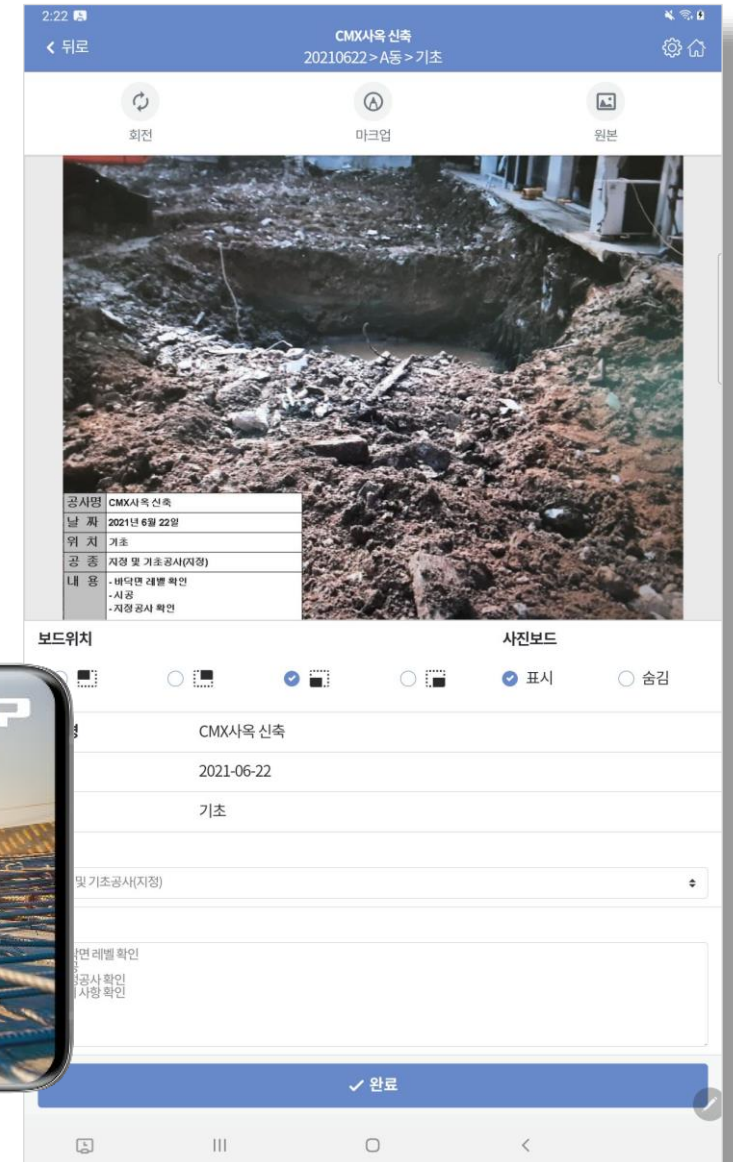 2:22
뒤로
CMX사옥 신축
20210622 > A동 > 기초
회전
마크업
원본
공사명 CMX사옥 신축
날 짜 2021년 6월 22일
위 치 기초
공 종 지정 및 기초공사(지정)
내 용 - 바닥면 레벨 확인
- 시공
- 지정공사 확인
보드위치
사진보드
표시
숨김
CMX사옥 신축
2021-06-22
기초
및 기초공사(지정)
면 레벨 확인
공사 확인
사항 확인
완료